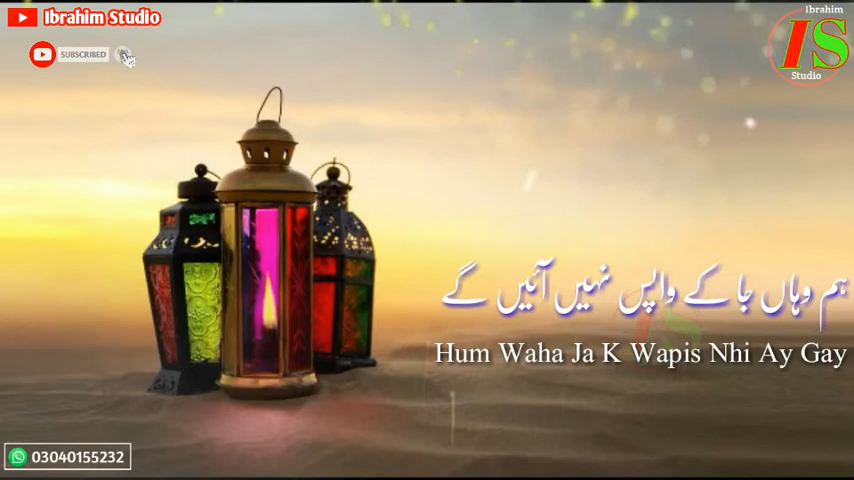 Ibrahim Studio
SUBSCRIBED
Ibrahim
IS
Studio
ہم وہاں جا کے واپس نہیں آئیں گے
IS
Hum Waha Ja K Wapis Nhi Ay Gay
03040155232